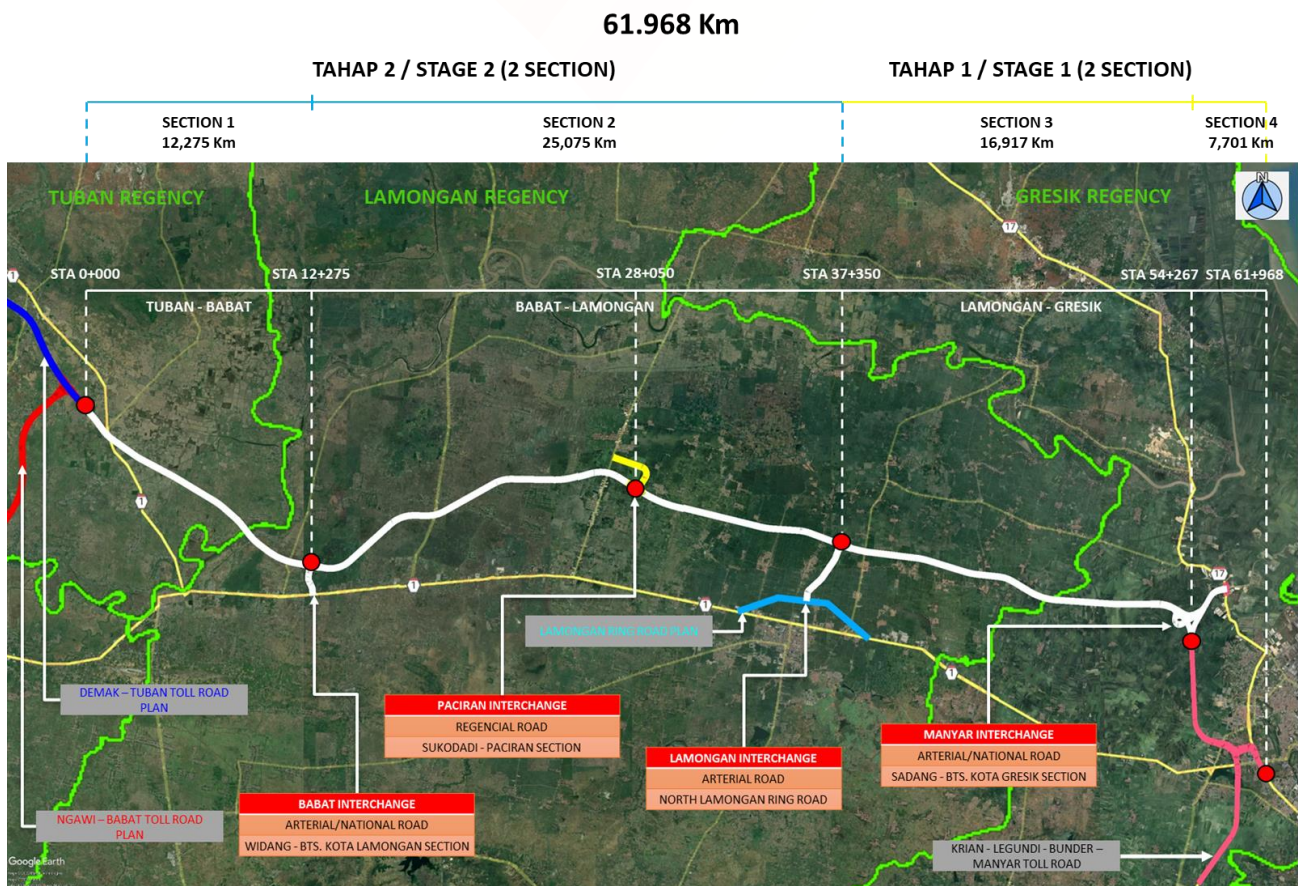 61.968 Km
TAHAP 2 / STAGE 2 (2 SECTION)
TAHAP 1 / STAGE 1 (2 SECTION)
SECTION 1
12,275 Km
SECTION 2
25,075 Km
SECTION 3
16,917 Km
SECTION 4
7,701 Km
TUBAN REGENCY
LAMONGAN REGENCY
GRESIK REGENCY
N
17
1
STA 0+000
STA 12+275
STA 28+050
STA 37+350
STA 54+267
STA 61+968
TUBAN - BABAT
BABAT - LAMONGAN
LAMONGAN - GRESIK
1
1
1
17
1
LAMONGAN RING ROAD PLAN
DEMAK – TUBAN TOLL ROAD
PLAN
PACIRAN INTERCHANGE
REGENCIAL ROAD
SUKODADI - PACIRAN SECTION
LAMONGAN INTERCHANGE
ARTERIAL ROAD
NORTH LAMONGAN RING ROAD
MANYAR INTERCHANGE
ARTERIAL/NATIONAL ROAD
SADANG - BTS. KOTA GRESIK SECTION
BABAT INTERCHANGE
ARTERIAL/NATIONAL ROAD
WIDANG - BTS. KOTA LAMONGAN SECTION
NGAWI – BABAT TOLL ROAD
PLAN
KRIAN - LEGUNDI - BUNDER –
MANYAR TOLL ROAD
Google Earth